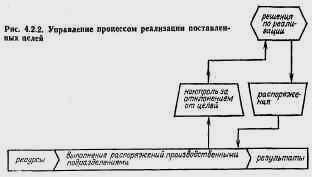 Рис. 4.2.2. Управление процессом реализации поставлен-
ных целей
решения
по реали-
зации
контроль за
отклонением
от целей
распоряже-
ния
ресурсы
выполнения распоряжений производственными
подразделениями
результаты